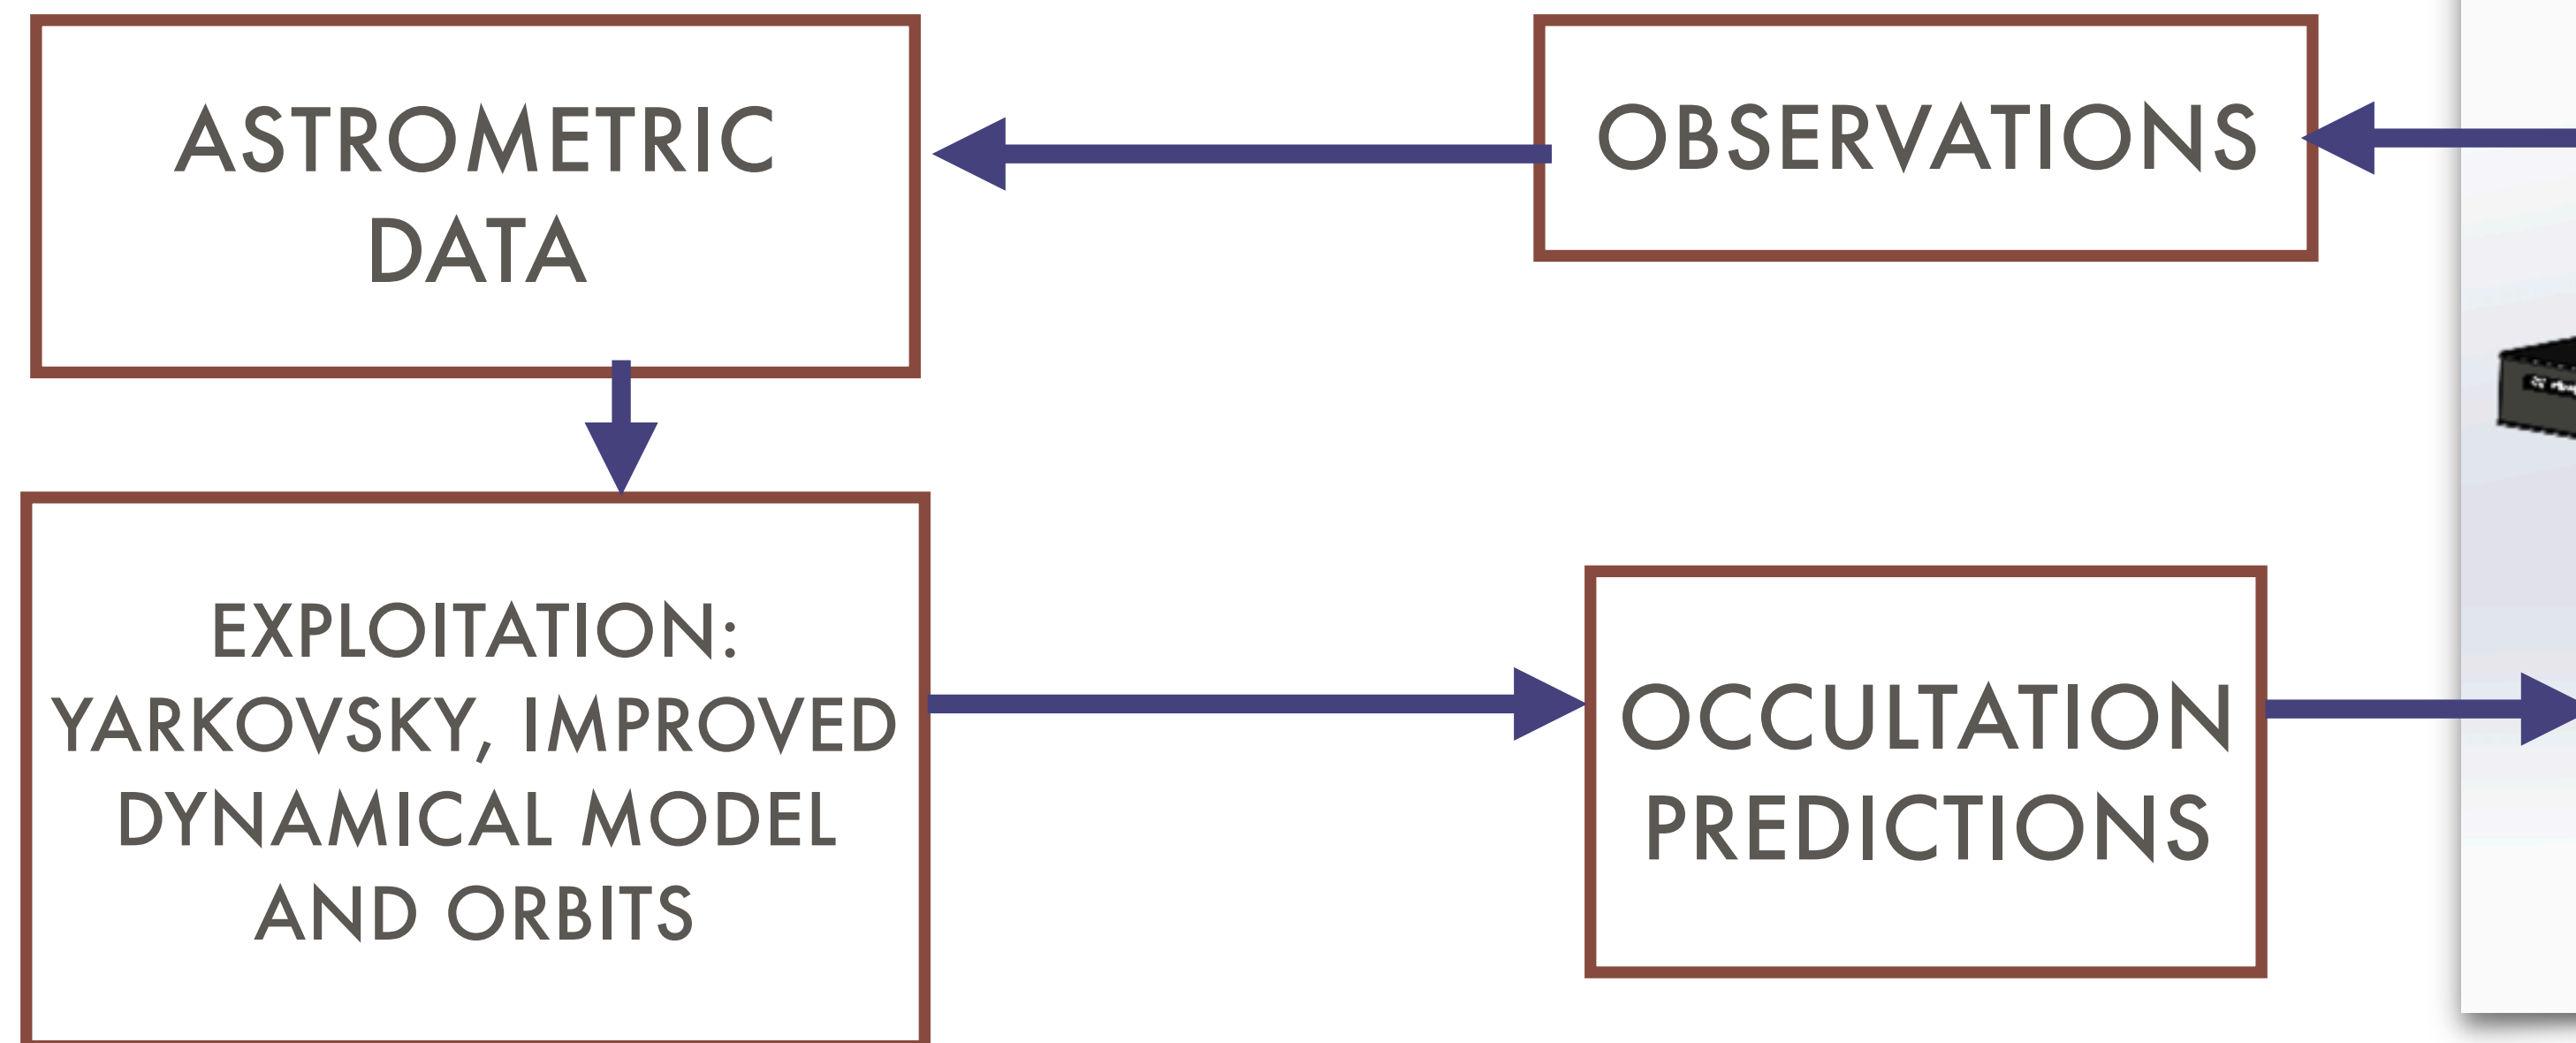 ASTROMETRIC
DATA
OBSERVATIONS
EXPLOITATION:
YARKOVSKY, IMPROVED
DYNAMICAL MODEL
AND ORBITS
OCCULTATION
PREDICTIONS